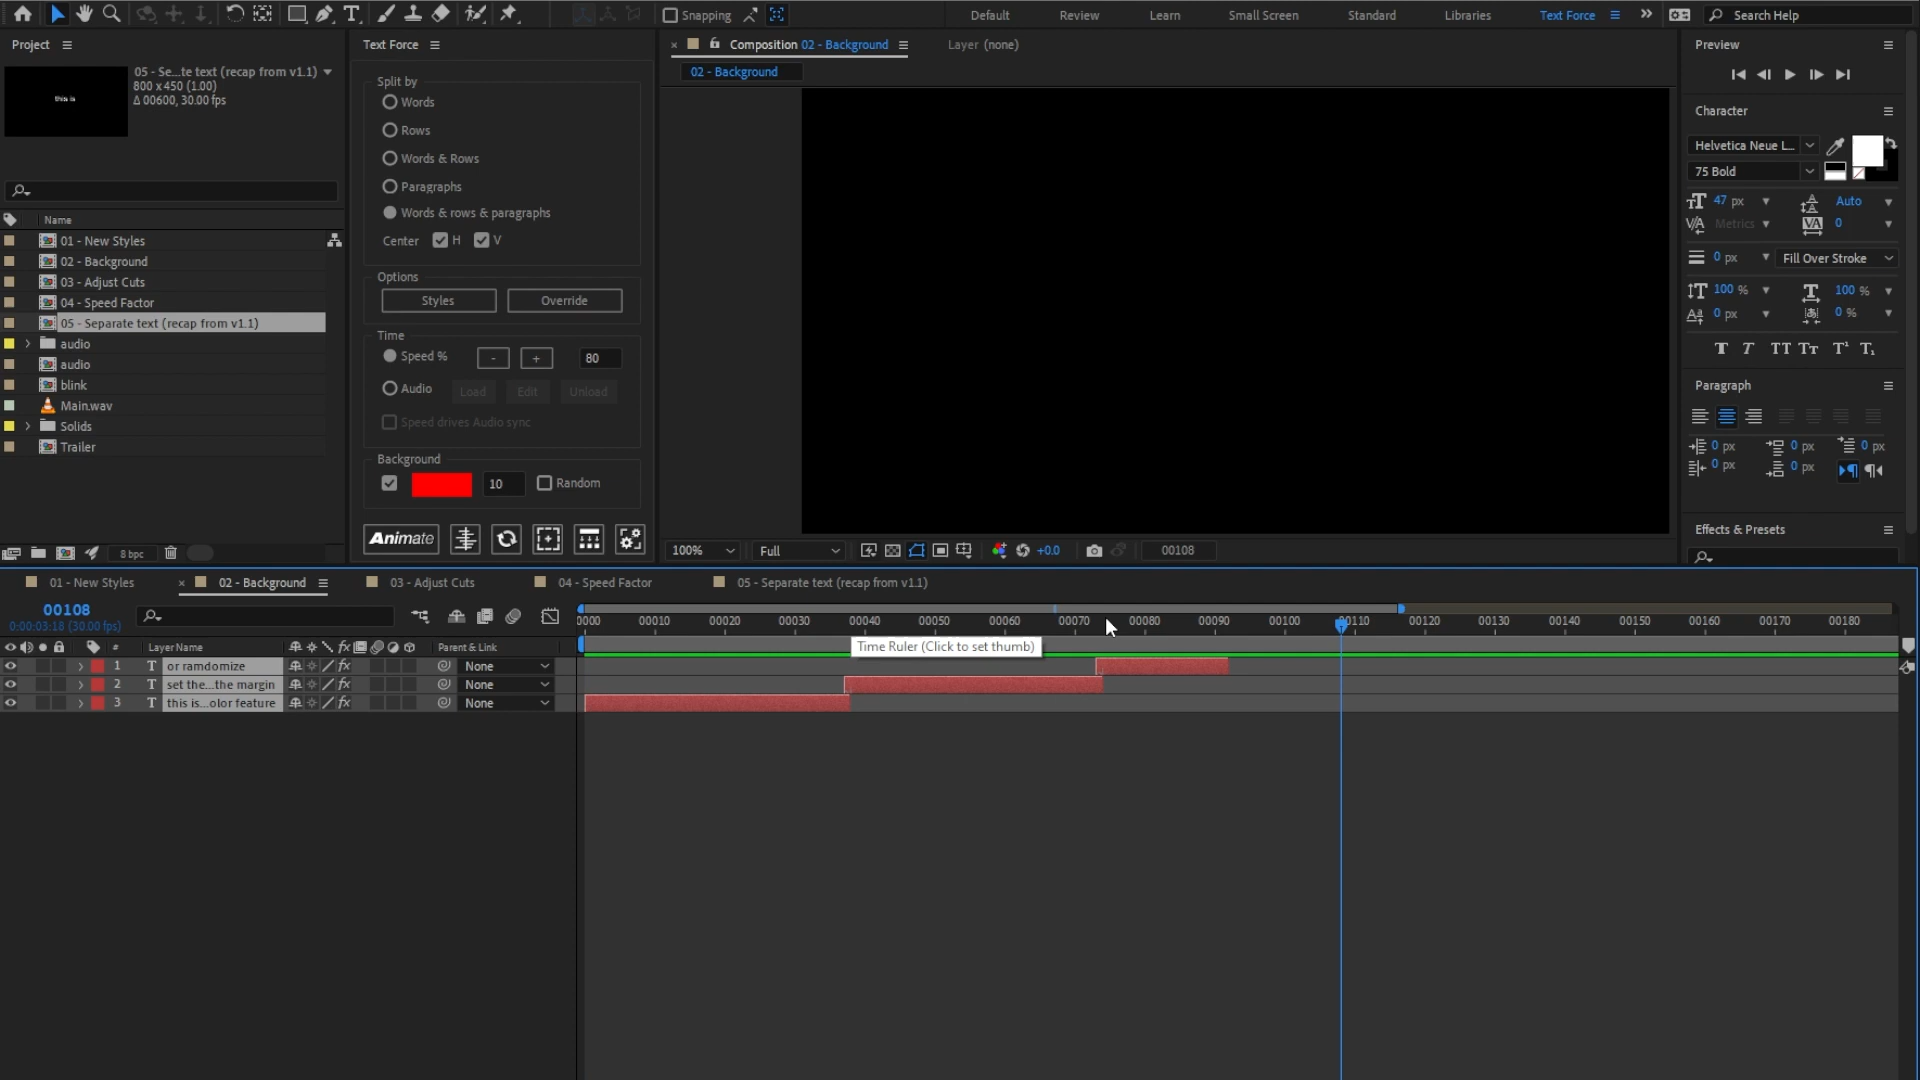 Snapping
Default
Review
Learn
Small Screen
Standard
Libraries
Text Force
Search Help
Project
05 - Se...te text (recap from v1.1)
800 x 450 (1.00)
Δ 00600, 30.00 fps
this is
Name
01 - New Styles
02 - Background
03 - Adjust Cuts
04 - Speed Factor
05 - Separate text (recap from v1.1)
audio
audio
blink
Main.wav
Solids
Trailer
8 bpc
Text Force
Split by
Words
Rows
Words & Rows
Paragraphs
Words & rows & paragraphs
Center H V
Options
Styles Override
Time
Speed % - + 80
Audio Load Edit Unload
Speed drives Audio sync
Background
10 Random
Animate
Composition 02 - Background
Layer (none)
02 - Background
100% Full +0.0 00108
Preview
Character
Helvetica Neue L...
75 Bold
47 px Auto
Metrics 0
0 px Fill Over Stroke
100 % 100 %
0 px 0 %
Paragraph
0 px 0 px 0 px
0 px 0 px
Effects & Presets
01 - New Styles
02 - Background
03 - Adjust Cuts
04 - Speed Factor
05 - Separate text (recap from v1.1)
00108
0:00:03:18 (30.00 fps)
0000 00010 00020 00030 00040 00050 00060 00070 00080 00090 00100 00110 00120 00130 00140 00150 00160 00170 00180
Time Ruler (Click to set thumb)
# Layer Name Parent & Link
1 T or ramdomize None
2 T set the...the margin None
3 T this is...olor feature None